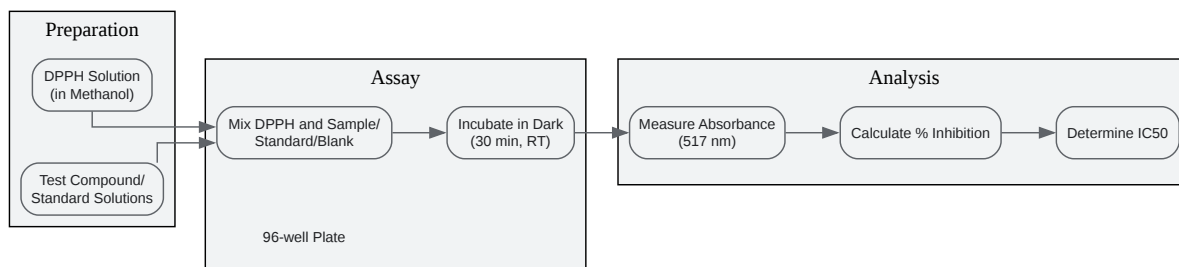 Preparation
DPPH Solution
(in Methanol)
Test Compound/
Standard Solutions
Assay
Mix DPPH and Sample/
Standard/Blank
Incubate in Dark
(30 min, RT)
96-well Plate
Analysis
Measure Absorbance
(517 nm)
Calculate % Inhibition
Determine IC50